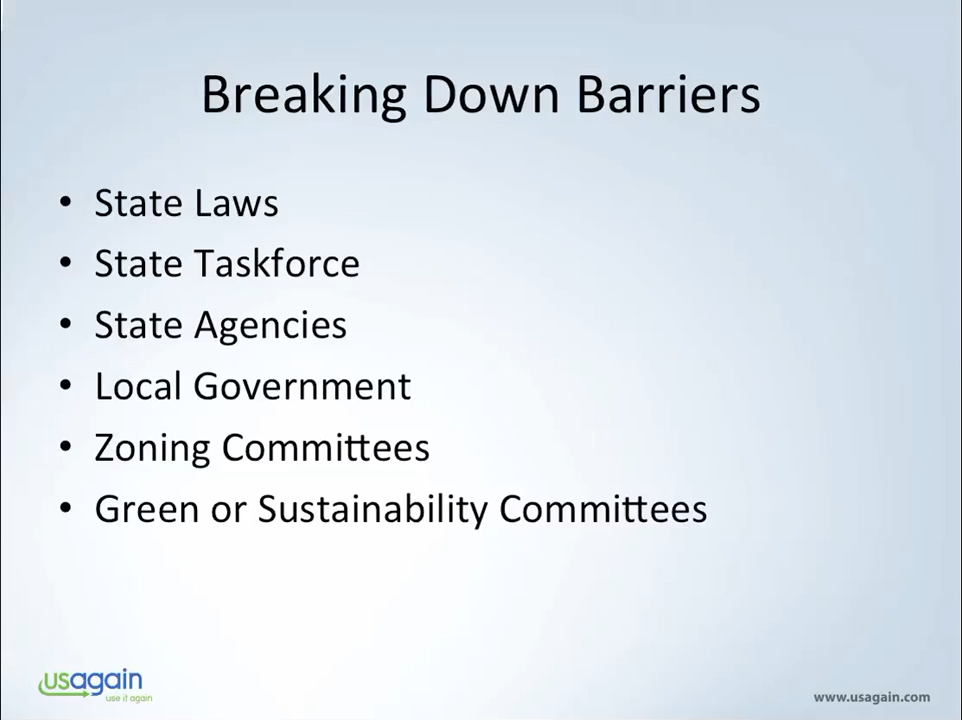 Breaking Down Barriers
• State Laws
• State Taskforce
• State Agencies
• Local Government
• Zoning Committees
• Green or Sustainability Committees
usagain
use it again
www.usagain.com